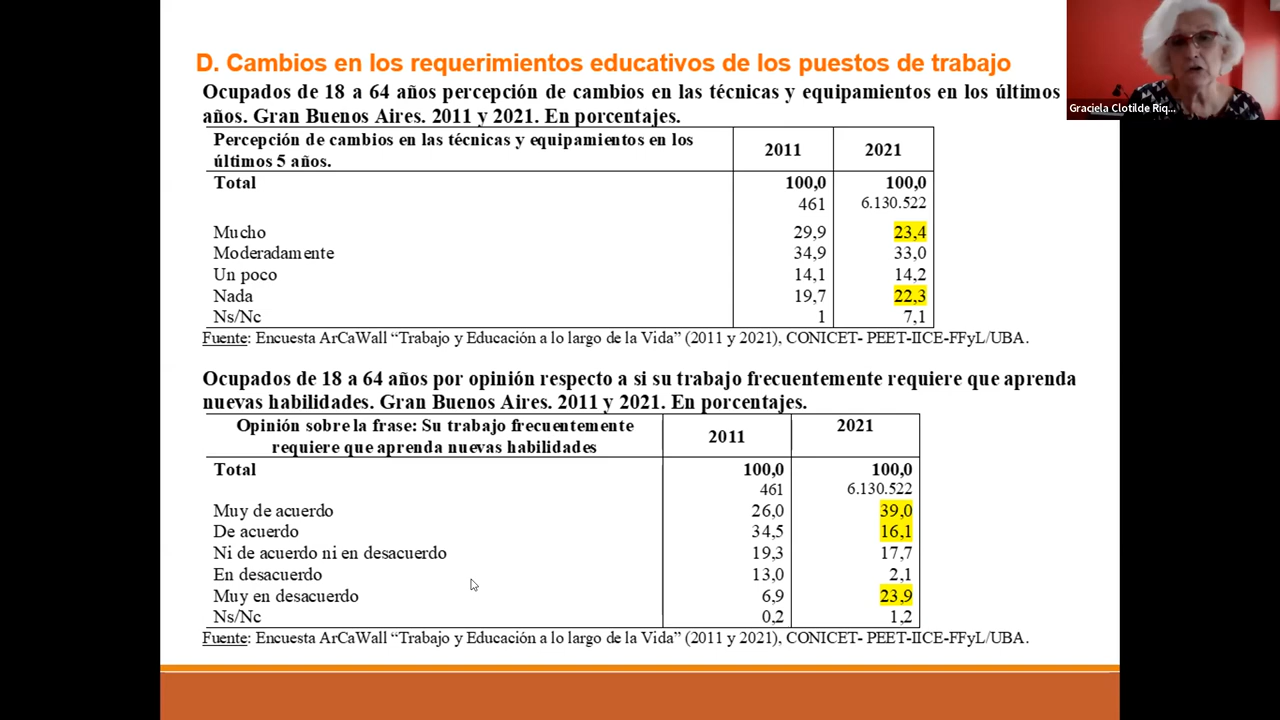 D. Cambios en los requerimientos educativos de los puestos de trabajo
Graciela Clotilde Riq...
Ocupados de 18 a 64 años percepción de cambios en las técnicas y equipamientos en los últimos
años. Gran Buenos Aires. 2011 y 2021. En porcentajes.
Percepción de cambios en las técnicas y equipamientos en los
últimos 5 años. 2011 2021
Total 100,0 100,0
461 6.130.522
Mucho 29,9 23,4
Moderadamente 34,9 33,0
Un poco 14,1 14,2
Nada 19,7 22,3
Ns/Nc 1 7,1
Fuente: Encuesta ArCaWall “Trabajo y Educación a lo largo de la Vida” (2011 y 2021), CONICET- PEET-IICE-FFyL/UBA.
Ocupados de 18 a 64 años por opinión respecto a si su trabajo frecuentemente requiere que aprenda
nuevas habilidades. Gran Buenos Aires. 2011 y 2021. En porcentajes.
Opinión sobre la frase: Su trabajo frecuentemente
requiere que aprenda nuevas habilidades 2011 2021
Total 100,0 100,0
461 6.130.522
Muy de acuerdo 26,0 39,0
De acuerdo 34,5 16,1
Ni de acuerdo ni en desacuerdo 19,3 17,7
En desacuerdo 13,0 2,1
Muy en desacuerdo 6,9 23,9
Ns/Nc 0,2 1,2
Fuente: Encuesta ArCaWall “Trabajo y Educación a lo largo de la Vida” (2011 y 2021), CONICET- PEET-IICE-FFyL/UBA.